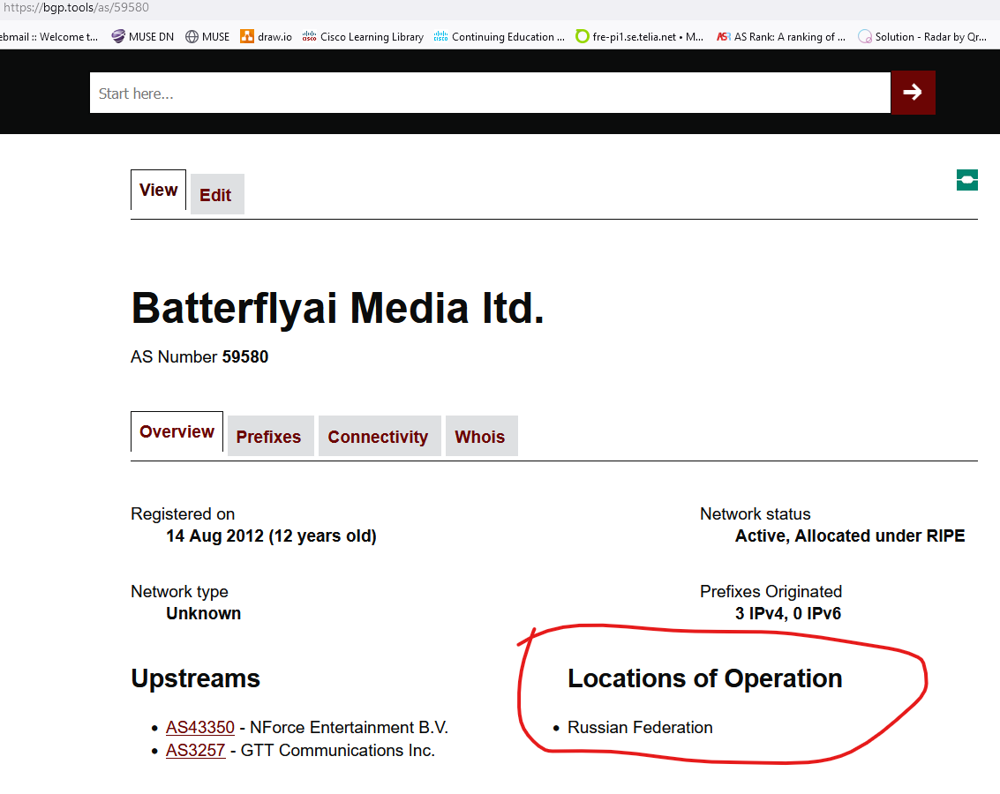 https://bgp.tools/as/59580
ebmail :: Welcome t... MUSE DN MUSE draw.io Cisco Learning Library Continuing Education ... fre-pi1.se.telia.net • M... AS Rank: A ranking of ... Solution - Radar by Qr...
Start here...
View Edit
Batterflyai Media ltd.
AS Number 59580
Overview Prefixes Connectivity Whois
Registered on Network status
14 Aug 2012 (12 years old) Active, Allocated under RIPE
Network type Prefixes Originated
Unknown 3 IPv4, 0 IPv6
Upstreams Locations of Operation
• AS43350 - NForce Entertainment B.V. • Russian Federation
• AS3257 - GTT Communications Inc.